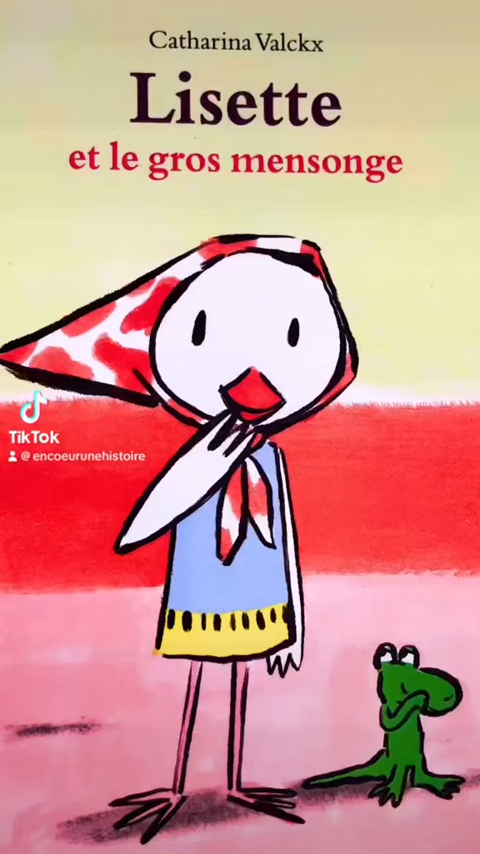 Catharina Valckx
Lisette
et le gros mensonge
TikTok
@encoeurunehistoire